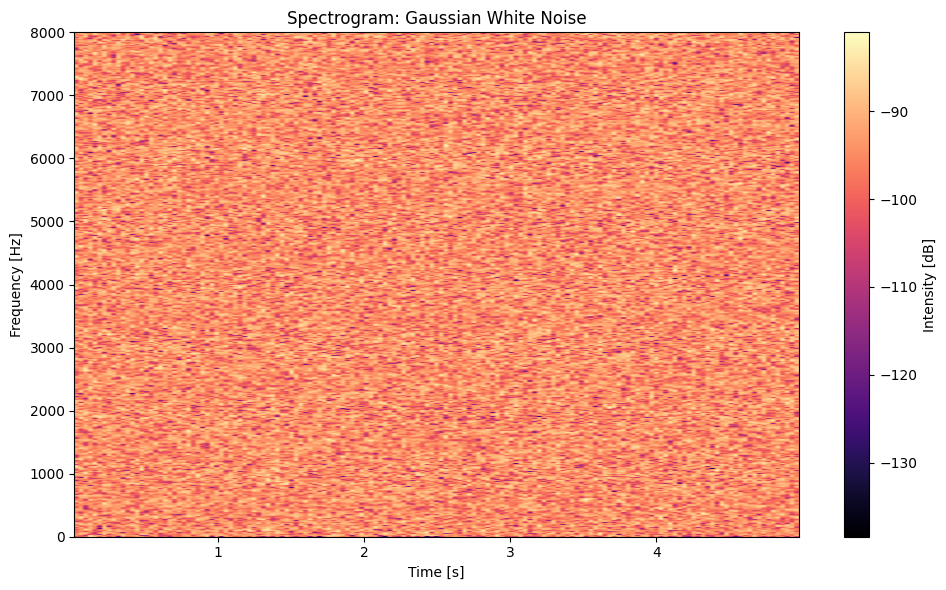 Spectrogram: Gaussian White Noise
8000
7000
6000
5000
4000
3000
2000
1000
0
Frequency [Hz]
1 2 3 4
Time [s]
−90
−100
−110
−120
−130
Intensity [dB]